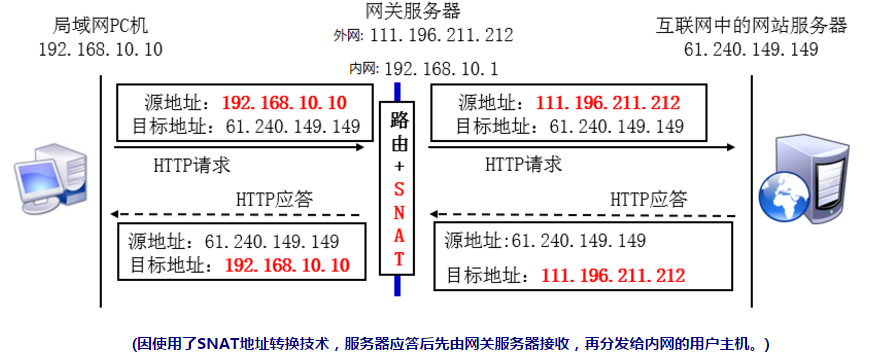 局域网PC机
192.168.10.10
网关服务器
外网: 111.196.211.212
内网: 192.168.10.1
互联网中的网站服务器
61.240.149.149
源地址: 192.168.10.10
目标地址: 61.240.149.149
HTTP请求
源地址: 111.196.211.212
目标地址: 61.240.149.149
HTTP请求
路由+SNAT
HTTP应答
源地址: 61.240.149.149
目标地址: 192.168.10.10
HTTP应答
源地址:61.240.149.149
目标地址: 111.196.211.212
(因使用了SNAT地址转换技术，服务器应答后先由网关服务器接收，再分发给内网的用户主机。)